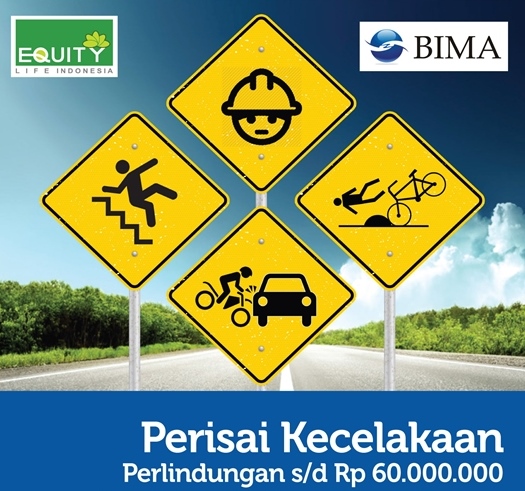 EQUITY
LIFE INDONESIA
BIMA
Perisai Kecelakaan
Perlindungan s/d Rp 60.000.000